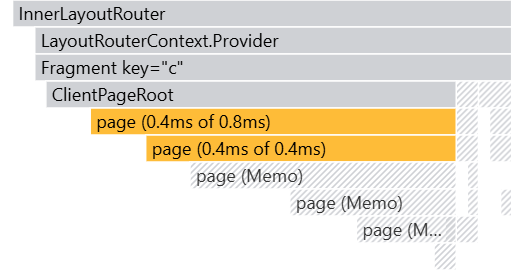 InnerLayoutRouter
LayoutRouterContext.Provider
Fragment key="c"
ClientPageRoot
page (0.4ms of 0.8ms)
page (0.4ms of 0.4ms)
page (Memo)
page (Memo)
page (M...